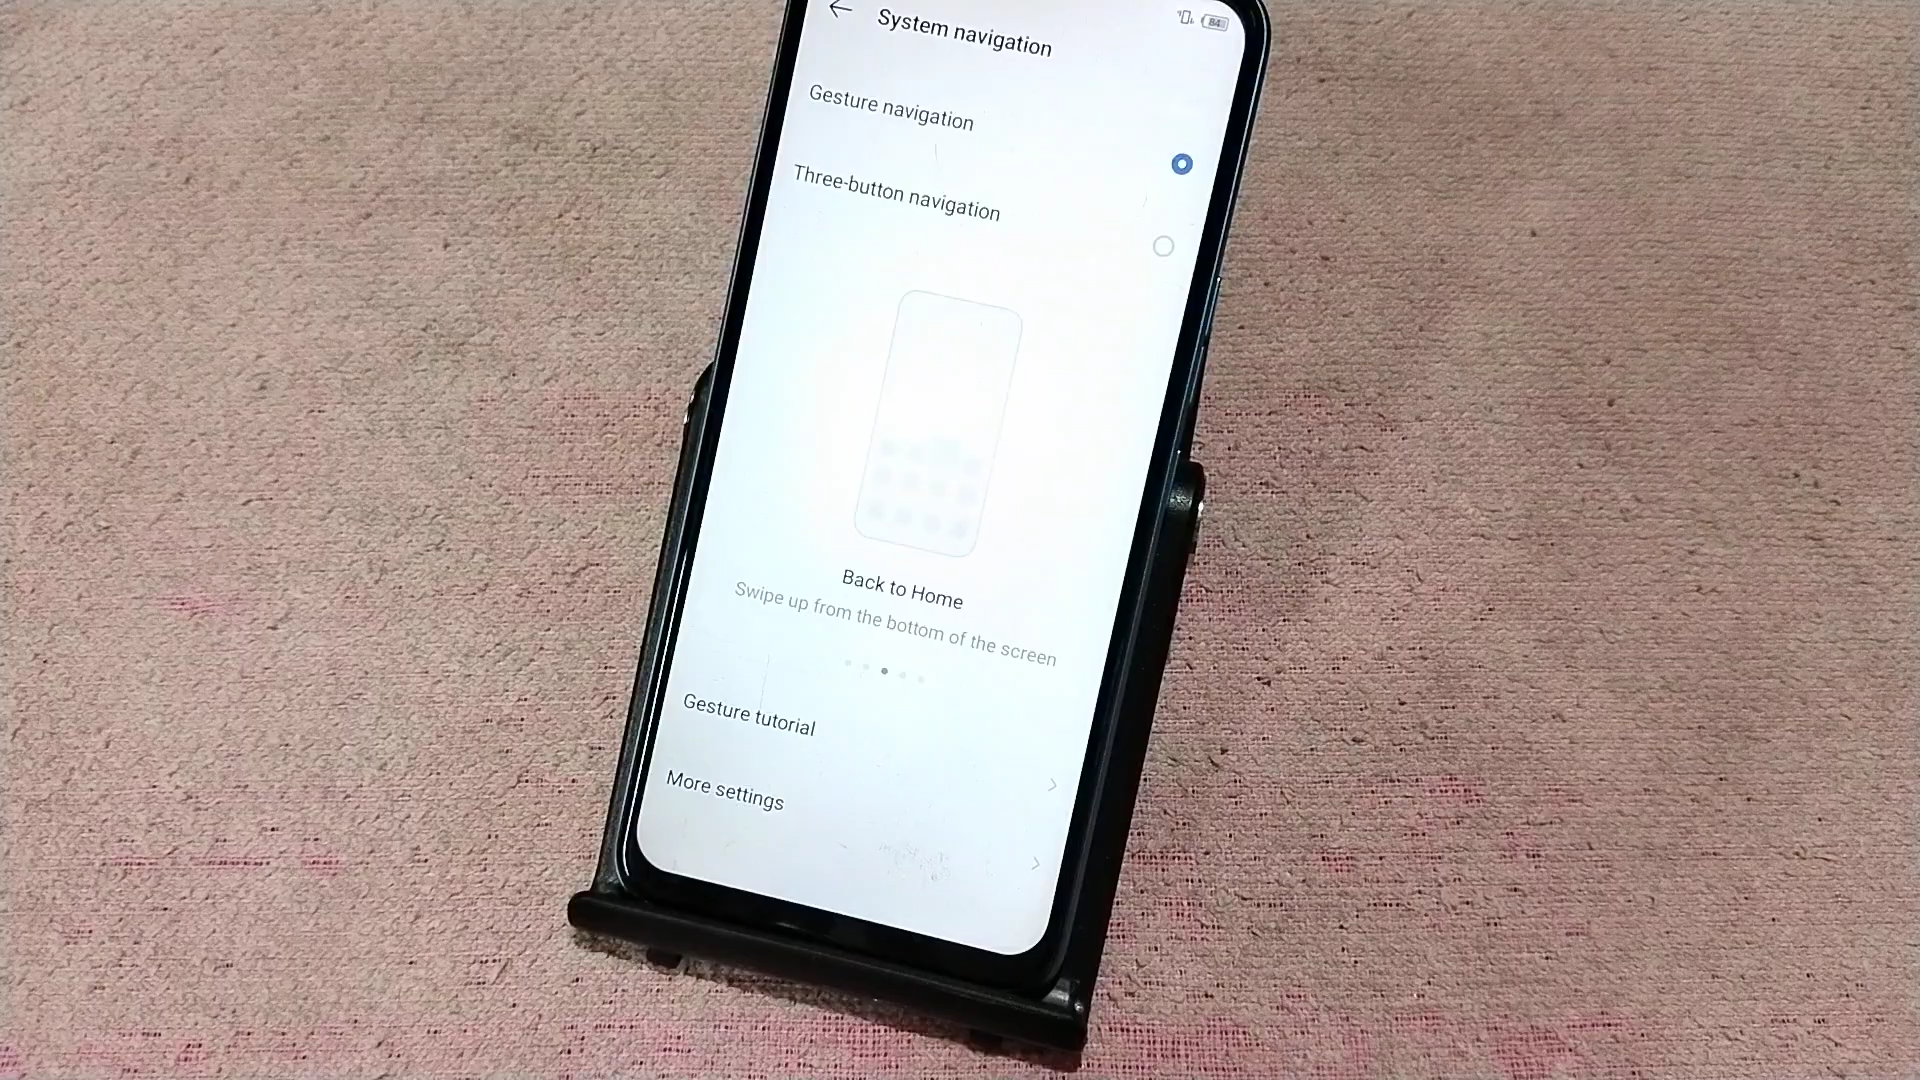 System navigation
84
Gesture navigation
Three-button navigation
Back to Home
Swipe up from the bottom of the screen
Gesture tutorial
More settings